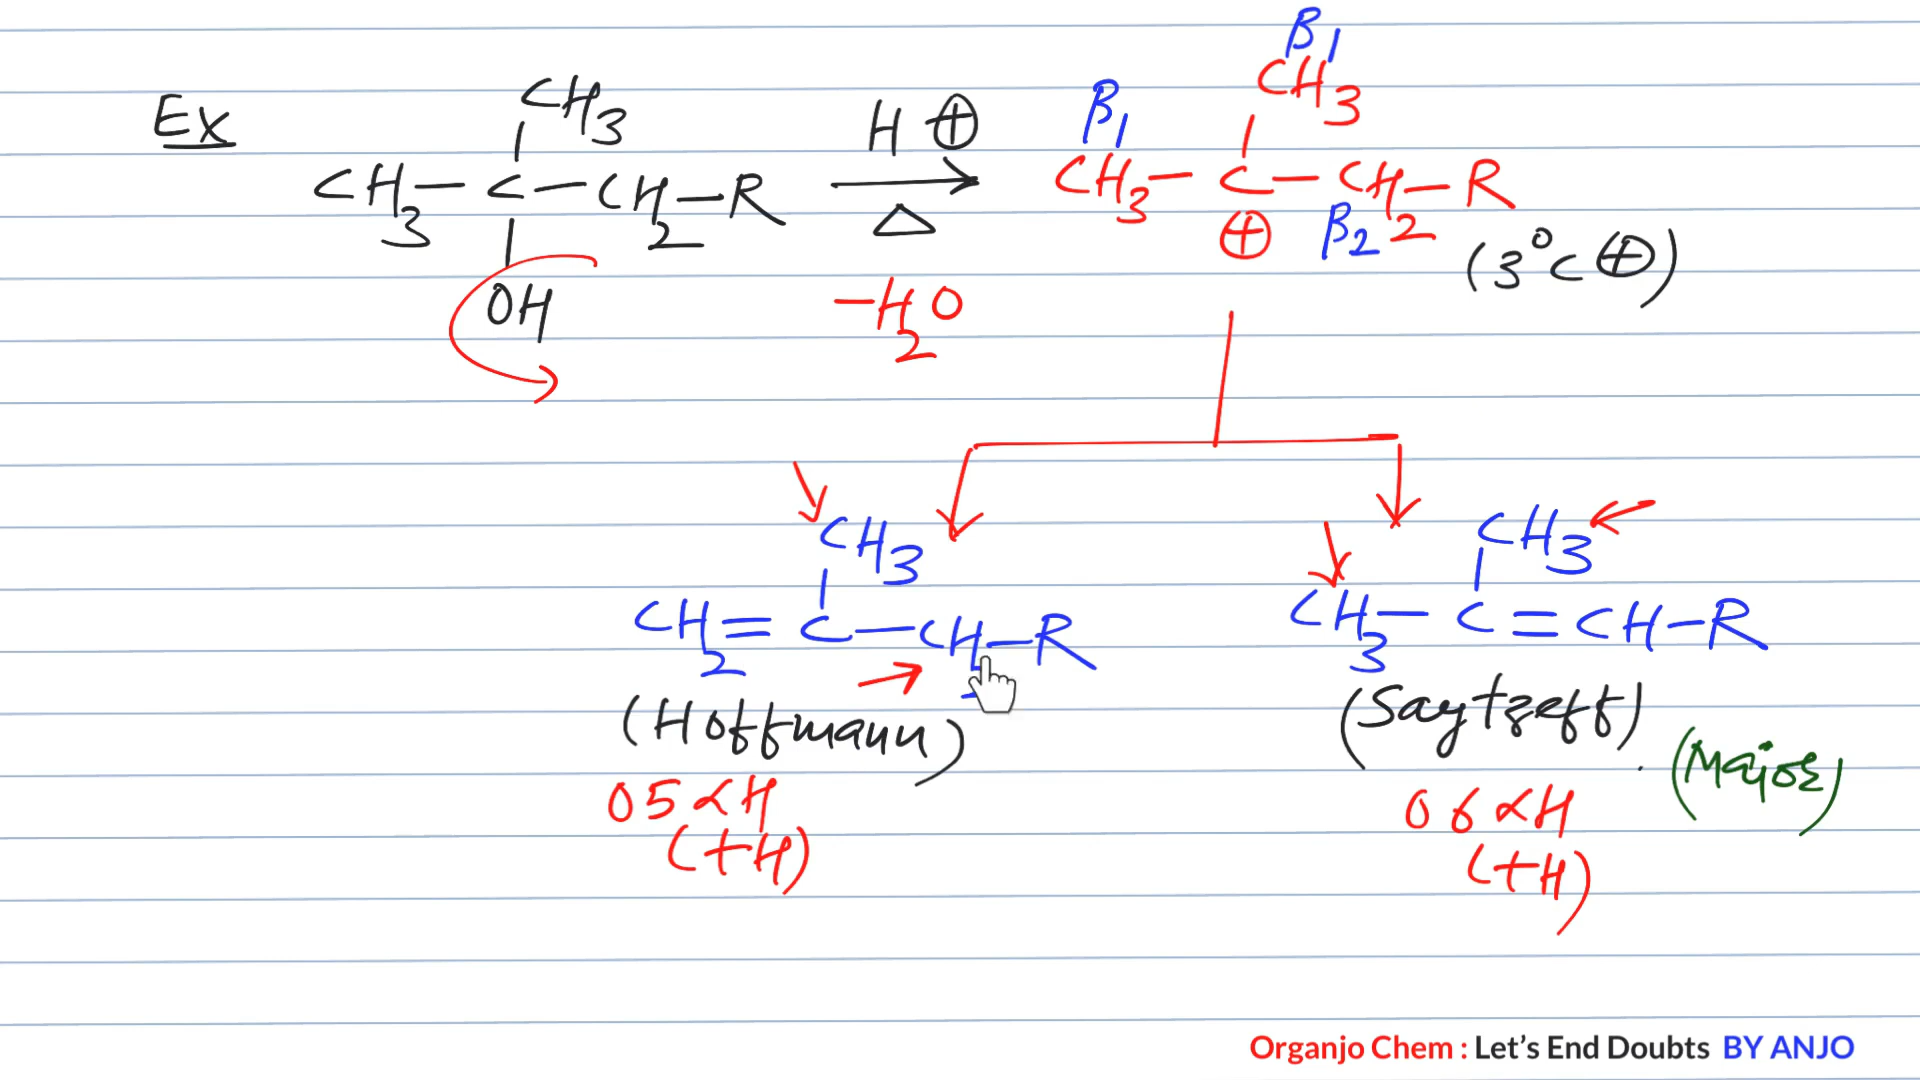 Ex
CH3
CH3 – C – CH2 – R
OH
H ⊕
△
–H2O
β1
CH3
β1
CH3 – C – CH2 – R
⊕
β2
(3° C ⊕)
CH3
CH2 = C – CH2 – R
(Hoffmann)
05 αH
(+H)
CH3
CH3 – C = CH – R
(Saytzeff)
(Major)
06 αH
(+H)
Organjo Chem : Let's End Doubts BY ANJO